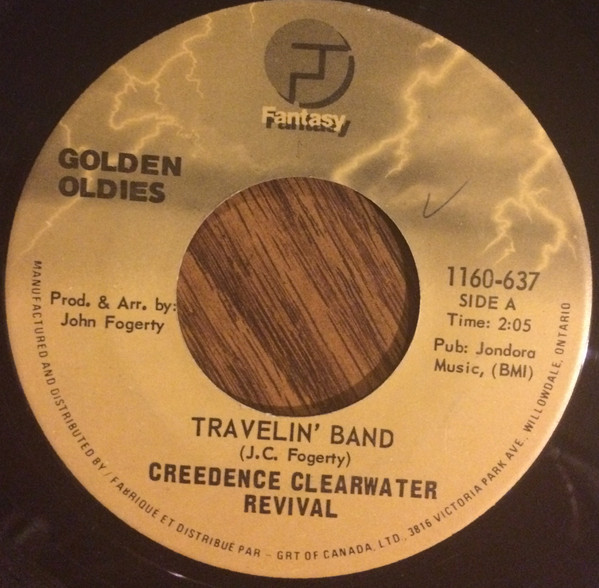 Fantasy
GOLDEN
OLDIES
1160-637
SIDE A
Time: 2:05
Pub: Jondora
Music, (BMI)
Prod. & Arr. by:
John Fogerty
TRAVELIN' BAND
(J.C. Fogerty)
CREEDENCE CLEARWATER
REVIVAL
MANUFACTURED AND DISTRIBUTED BY / FABRIQUÉ ET DISTRIBUÉ PAR – GRT OF CANADA, LTD., 3816 VICTORIA PARK AVE., WILLOWDALE, ONTARIO